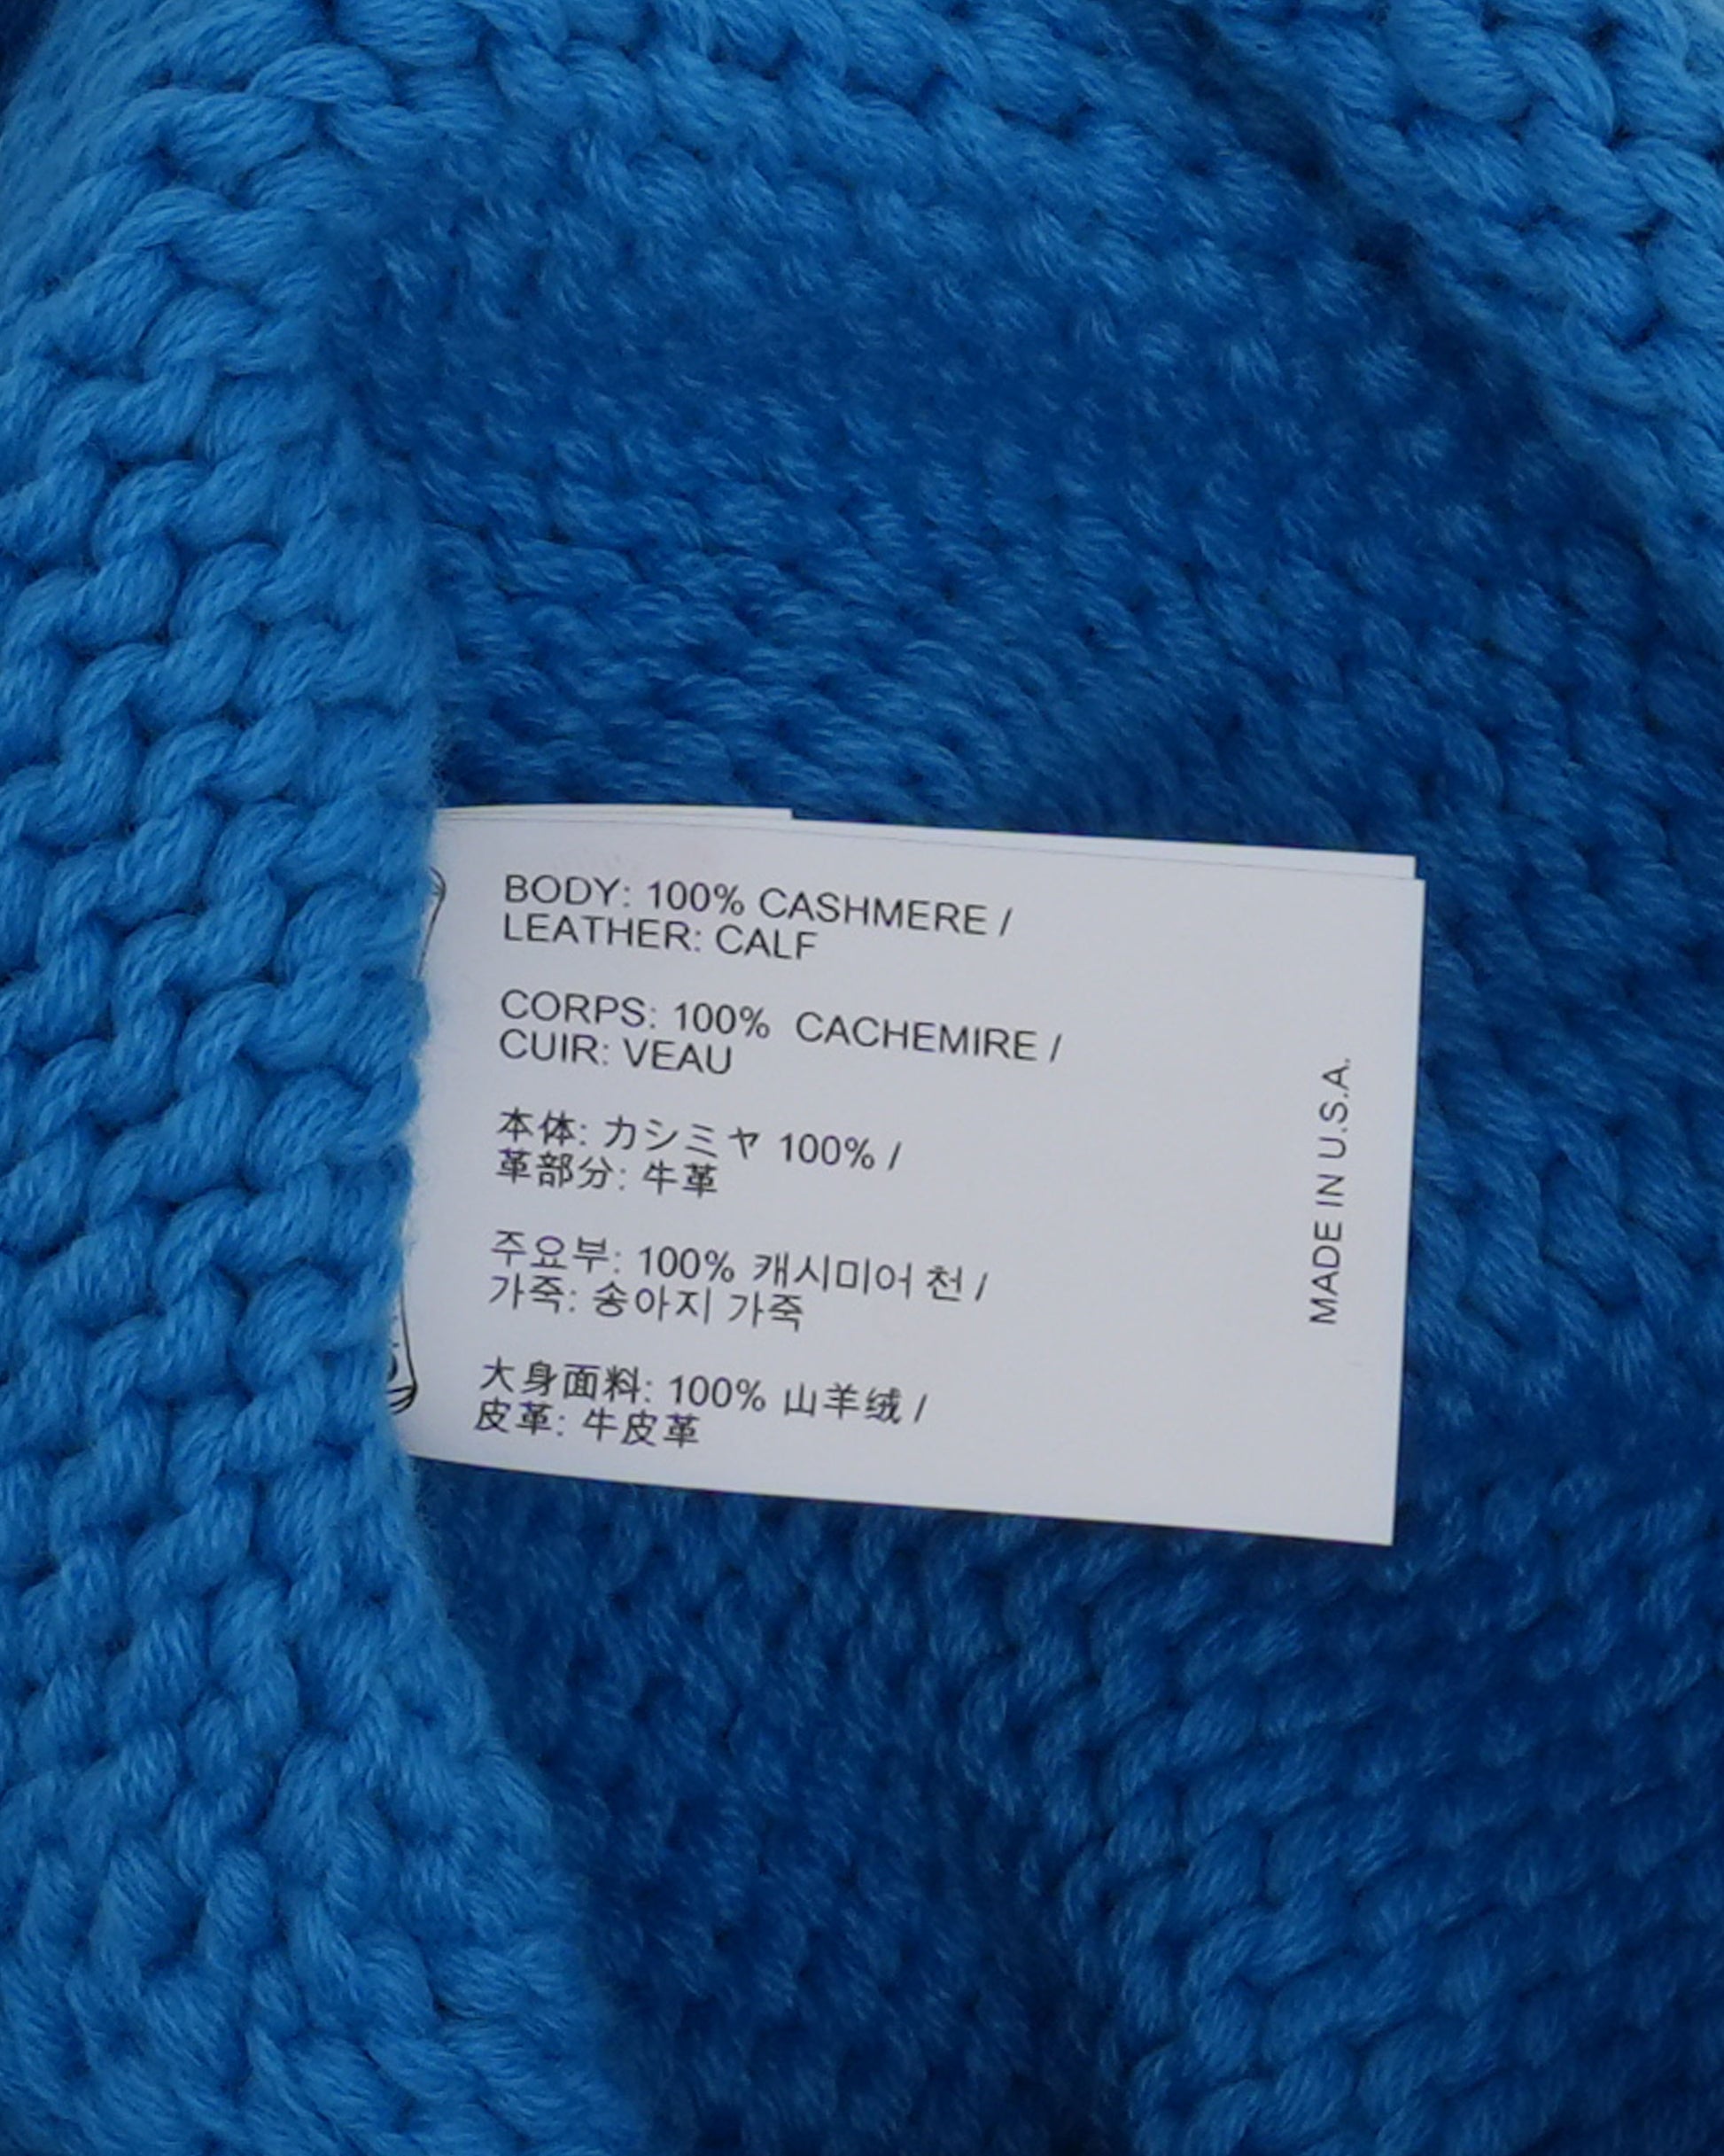 BODY: 100% CASHMERE /
LEATHER: CALF
CORPS: 100% CACHEMIRE /
CUIR: VEAU
本体: カシミヤ 100% /
革部分: 牛革
주요부: 100% 캐시미어 천 /
가죽: 송아지 가죽
大身面料: 100% 山羊绒 /
皮革: 牛皮革
MADE IN U.S.A.